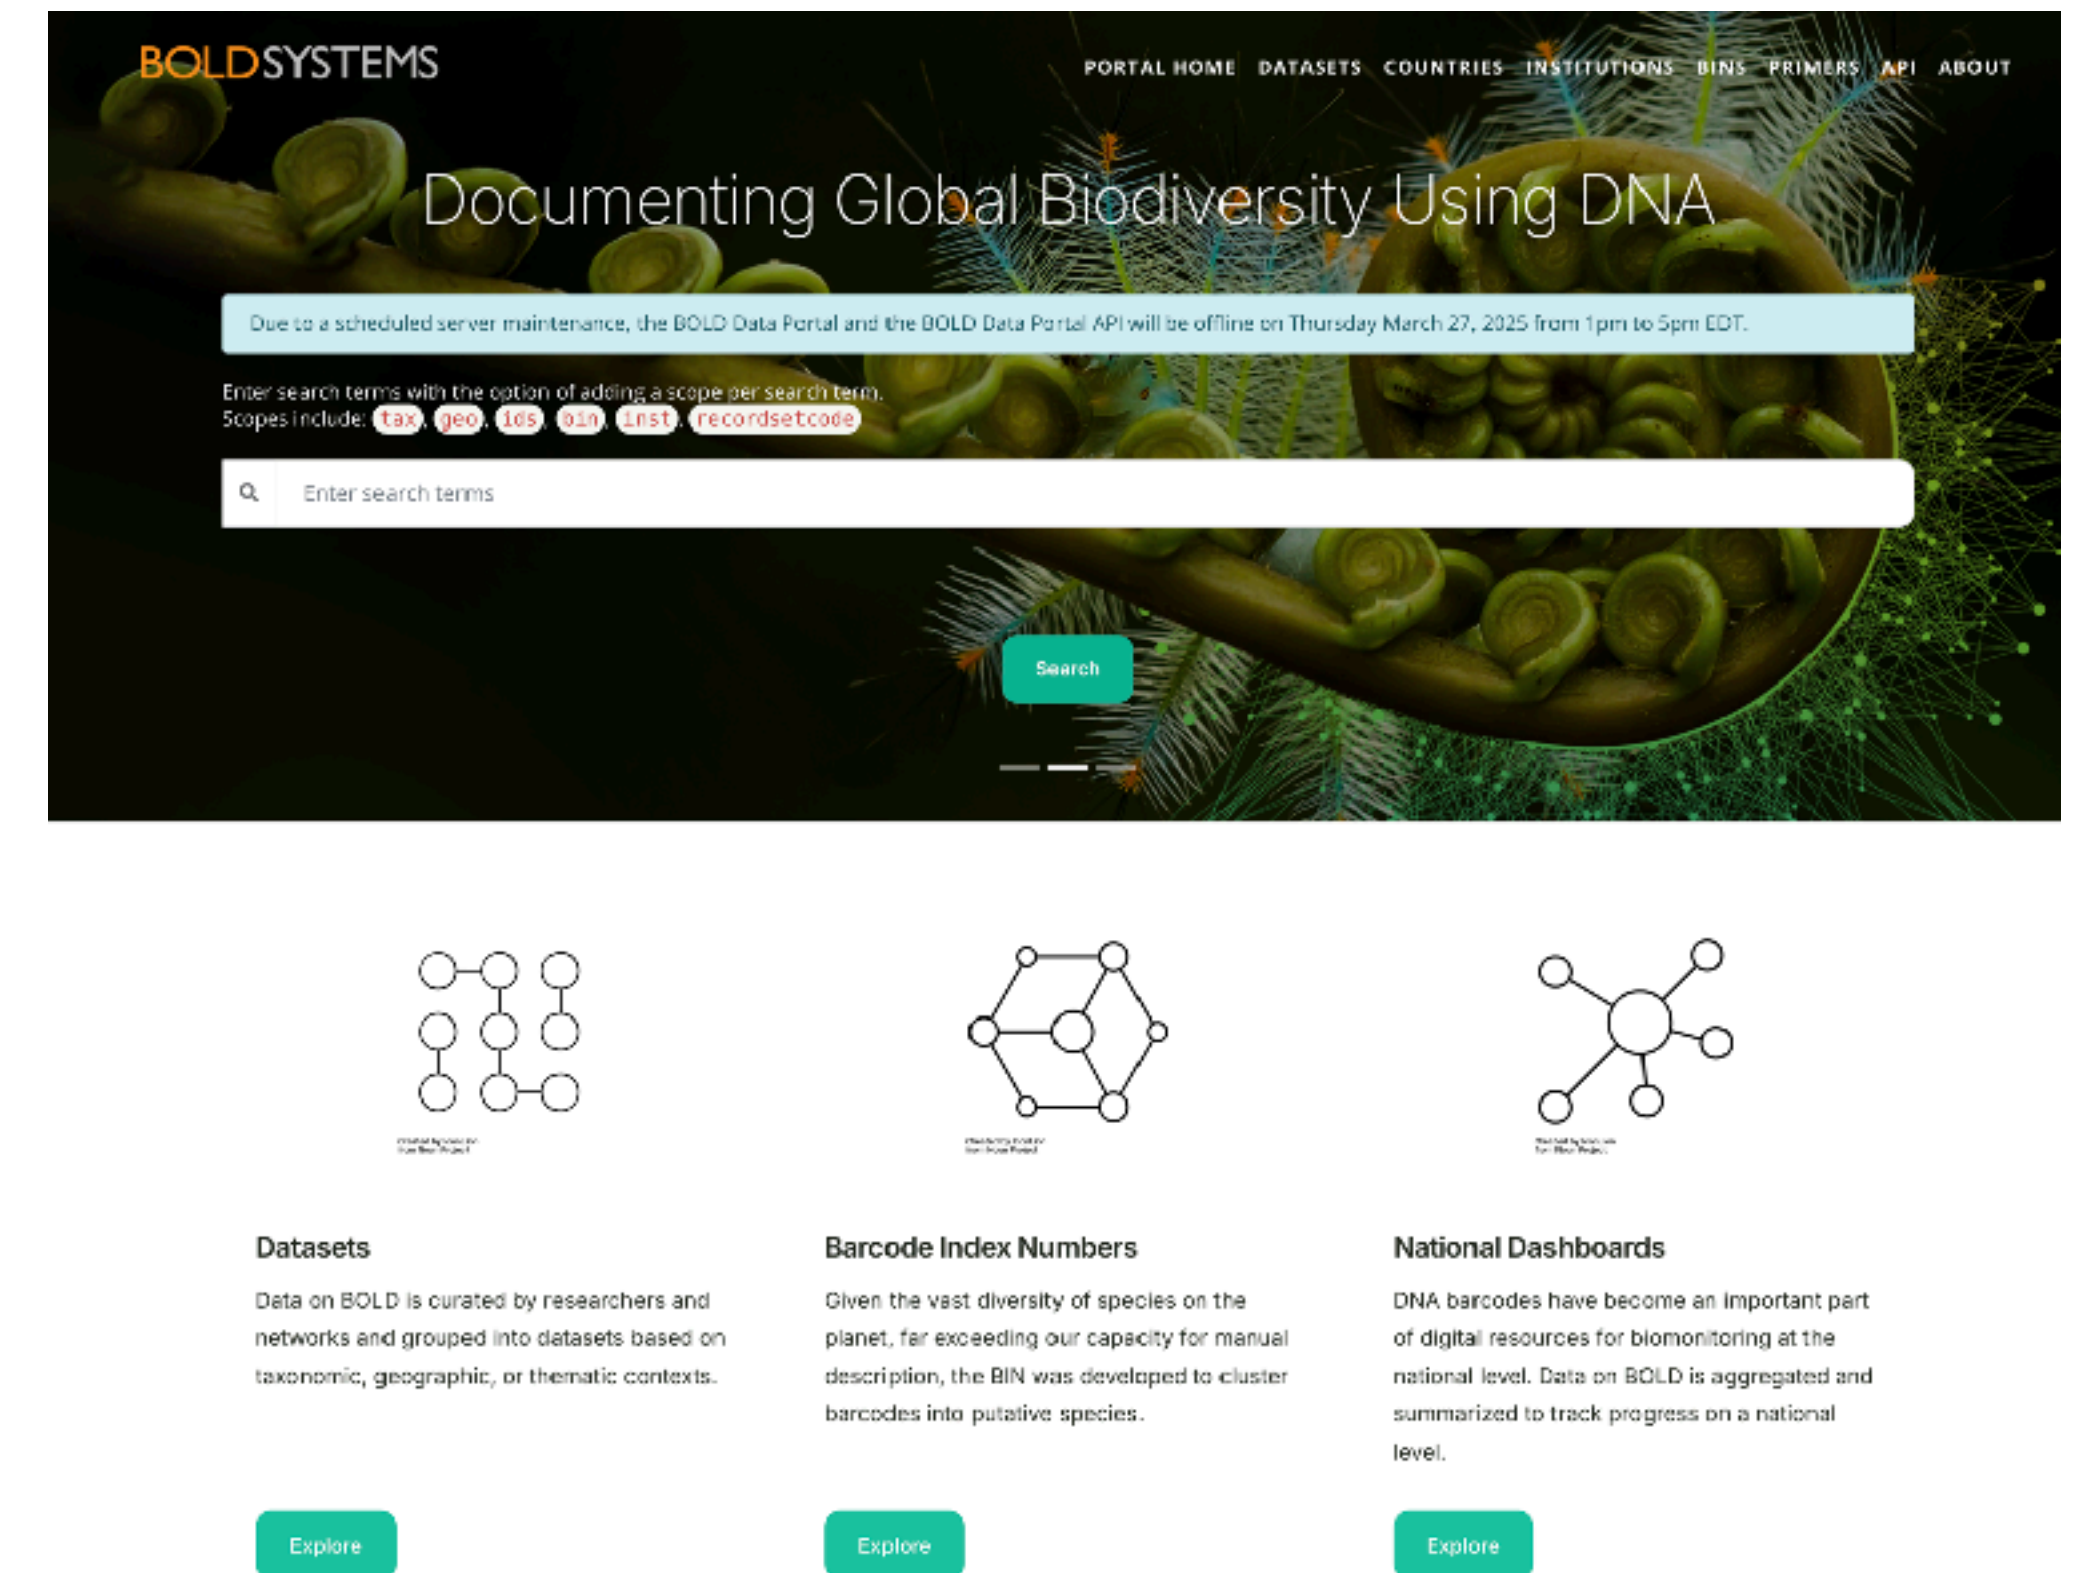 BOLDSYSTEMS
PORTAL HOME DATASETS COUNTRIES INSTITUTIONS BINS PRIMERS API ABOUT
Documenting Global Biodiversity Using DNA
Due to a scheduled server maintenance, the BOLD Data Portal and the BOLD Data Portal API will be offline on Thursday March 27, 2025 from 1pm to 5pm EDT.
Enter search terms with the option of adding a scope per search term.
Scopes include: tax, geo, ids, bin, inst, recordsetcode
Enter search terms
Search
Datasets
Data on BOLD is curated by researchers and
networks and grouped into datasets based on
taxonomic, geographic, or thematic contexts.
Explore
Barcode Index Numbers
Given the vast diversity of species on the
planet, far exceeding our capacity for manual
description, the BIN was developed to cluster
barcodes into putative species.
Explore
National Dashboards
DNA barcodes have become an important part
of digital resources for biomonitoring at the
national level. Data on BOLD is aggregated and
summarized to track progress on a national
level.
Explore